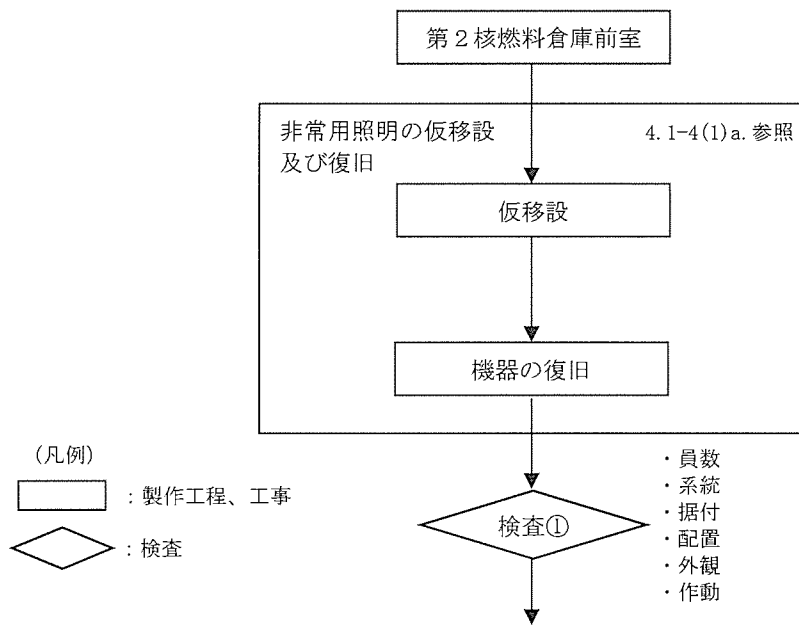 第２核燃料倉庫前室
非常用照明の仮移設
及び復旧
4.1-4(1)a.参照
仮移設
機器の復旧
(凡例)
：製作工程、工事
：検査
検査①
・員数
・系統
・据付
・配置
・外観
・作動